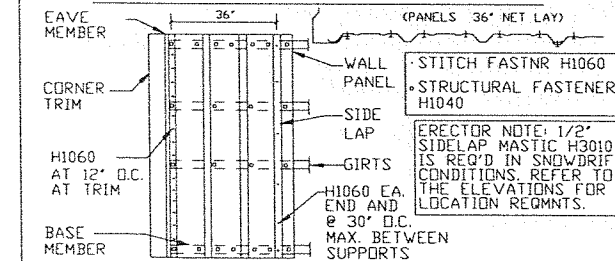 EAVE
MEMBER
36"
(PANELS 36" NET LAY)
CORNER
TRIM
WALL
PANEL
SIDE
LAP
H1060
AT 12" O.C.
AT TRIM
GIRTS
BASE
MEMBER
H1060 EA.
END AND
@ 30" O.C.
MAX. BETWEEN
SUPPORTS
· STITCH FASTNR H1060
STRUCTURAL FASTENER
H1040
ERECTOR NOTE: 1/2"
SIDELAP MASTIC H3010
IS REQ'D IN SNOWDRIF
CONDITIONS. REFER TO
THE ELEVATIONS FOR
LOCATION REQMNTS.